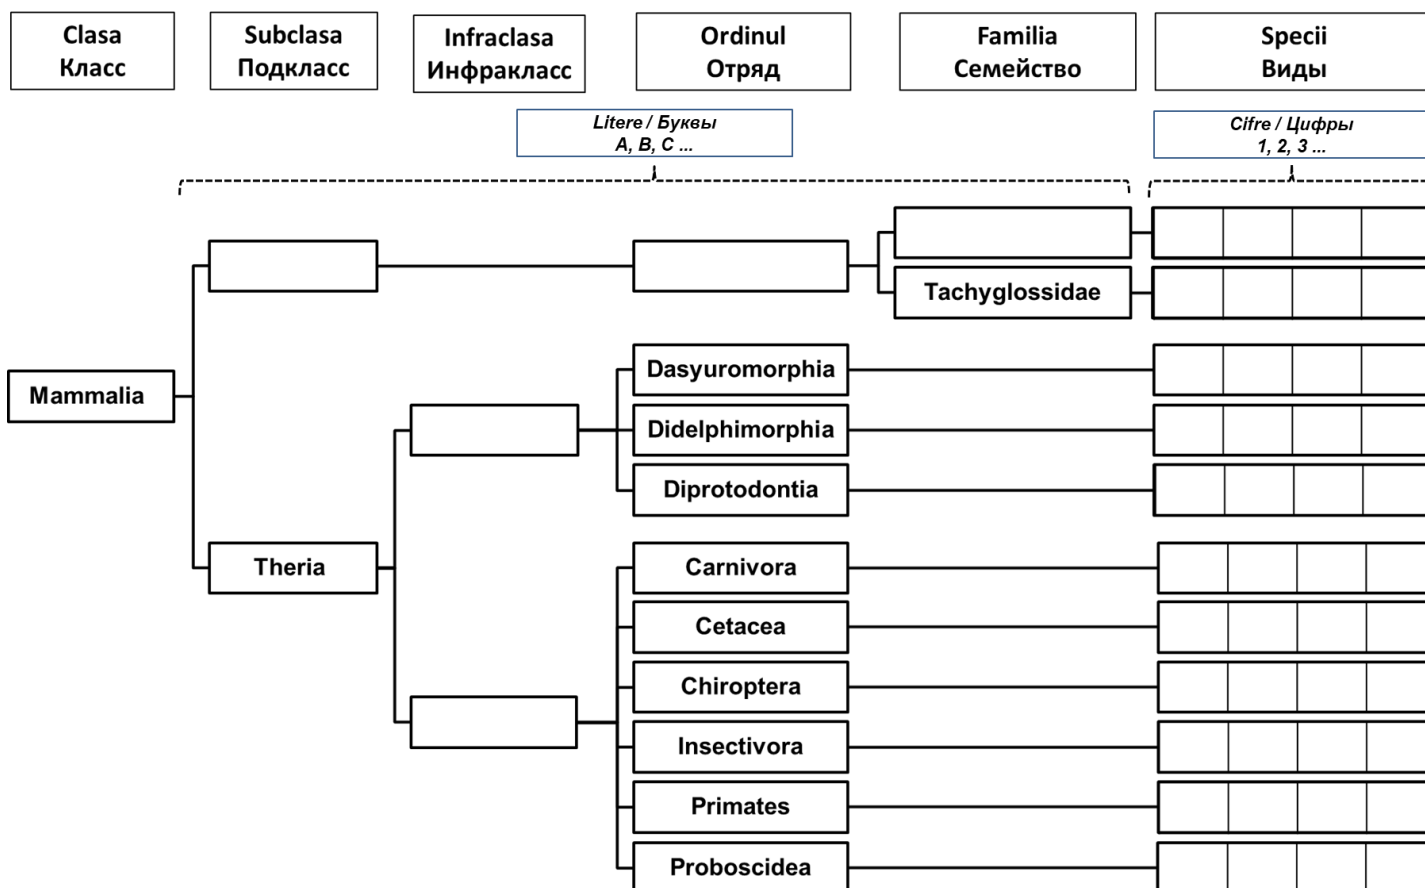 Clasa
Класс
Subclasa
Подкласс
Infraclasa
Инфракласс
Ordinul
Отряд
Familia
Семейство
Specii
Виды
Litere / Буквы
A, B, C ...
Cifre / Цифры
1, 2, 3 ...
Tachyglossidae
Dasyuromorphia
Mammalia
Didelphimorphia
Diprotodontia
Theria
Carnivora
Cetacea
Chiroptera
Insectivora
Primates
Proboscidea